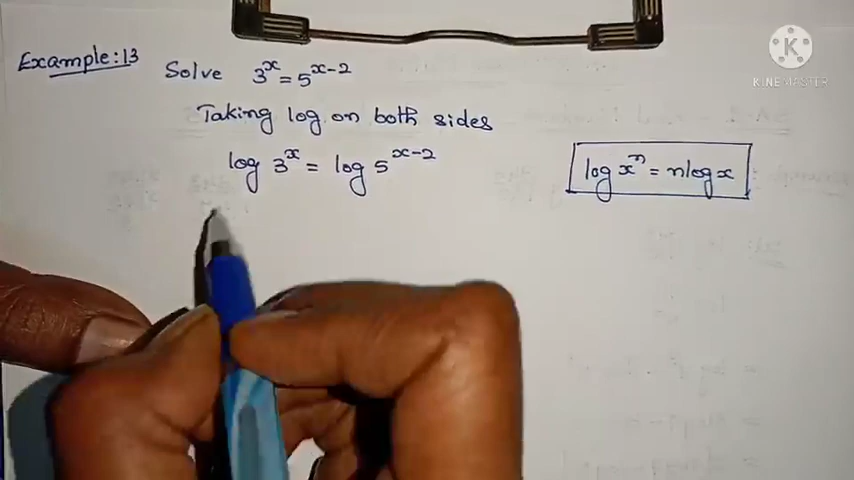 Example:13
Solve 3^x = 5^(x-2)
Taking log on both sides
log 3^x = log 5^(x-2)
log x^n = n log x
KINEMASTER